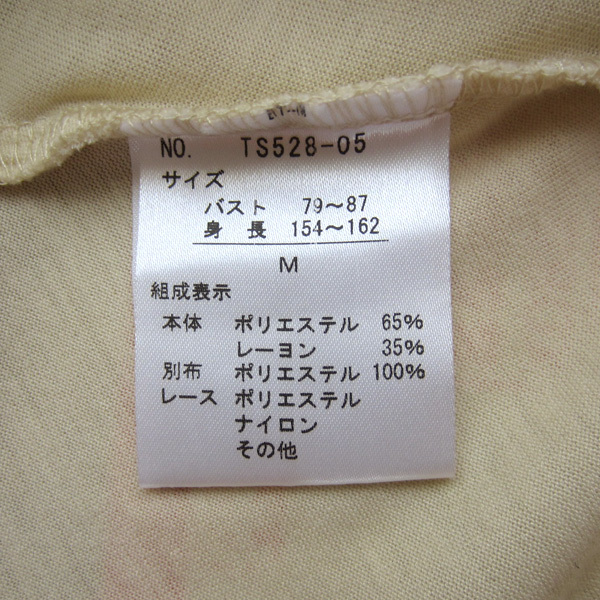 NO. TS528-05
サイズ
バスト 79〜87
身長 154〜162
M
組成表示
本体 ポリエステル 65%
レーヨン 35%
別布 ポリエステル 100%
レース ポリエステル
ナイロン
その他